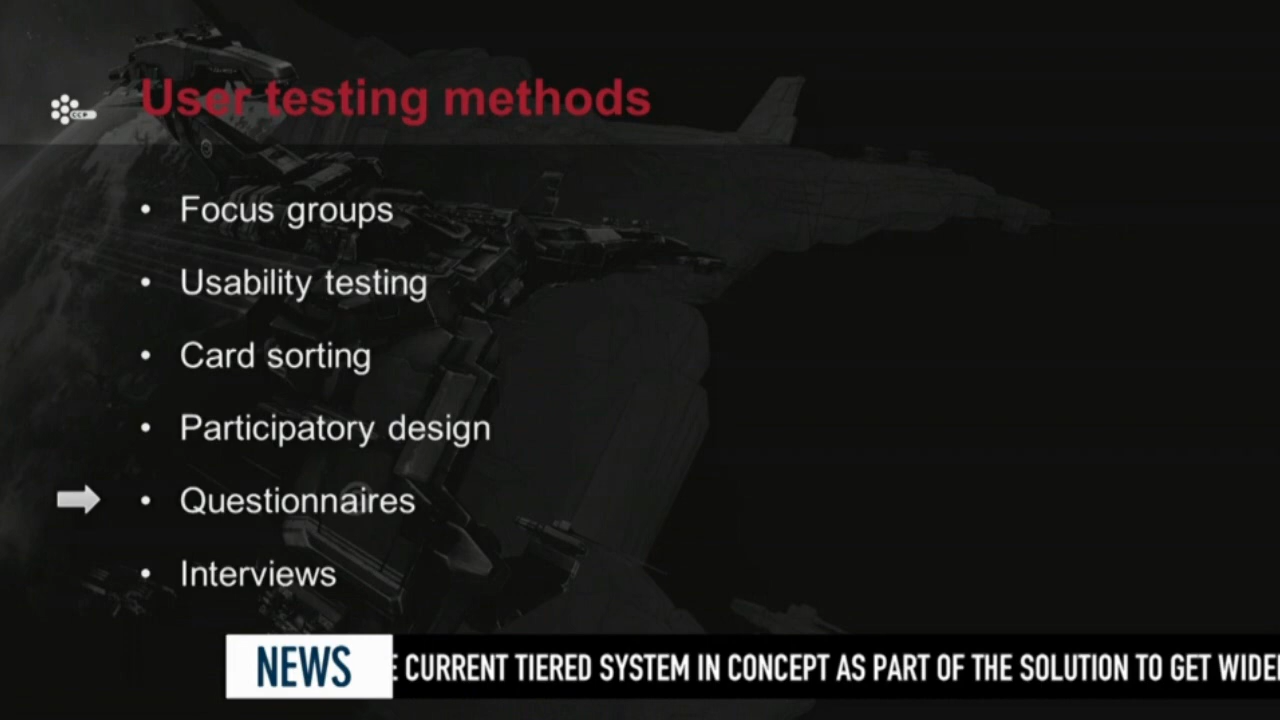 User testing methods
• Focus groups
• Usability testing
• Card sorting
• Participatory design
• Questionnaires
• Interviews
NEWS
CURRENT TIERED SYSTEM IN CONCEPT AS PART OF THE SOLUTION TO GET